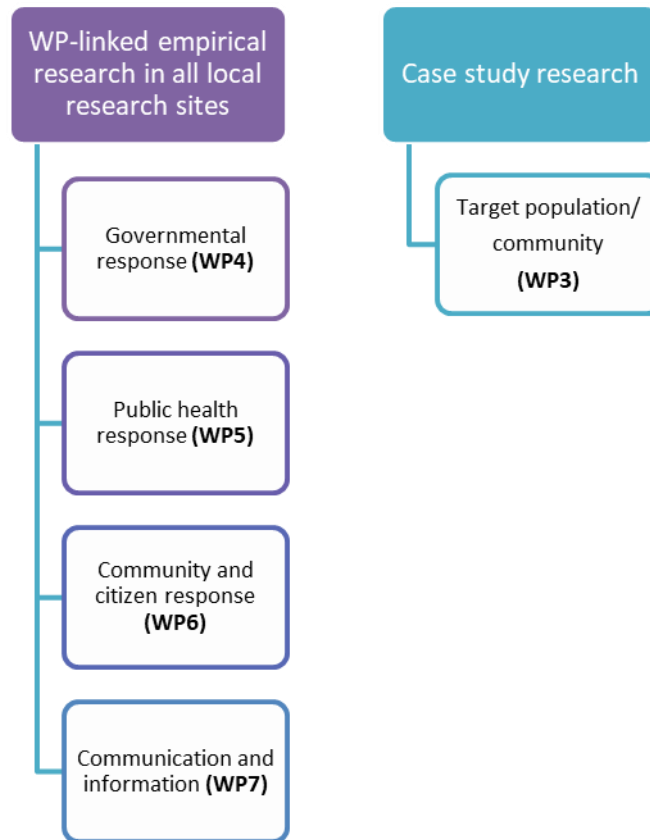 WP-linked empirical
research in all local
research sites
Governmental
response (WP4)
Public health
response (WP5)
Community and
citizen response
(WP6)
Communication and
information (WP7)
Case study research
Target population/
community
(WP3)